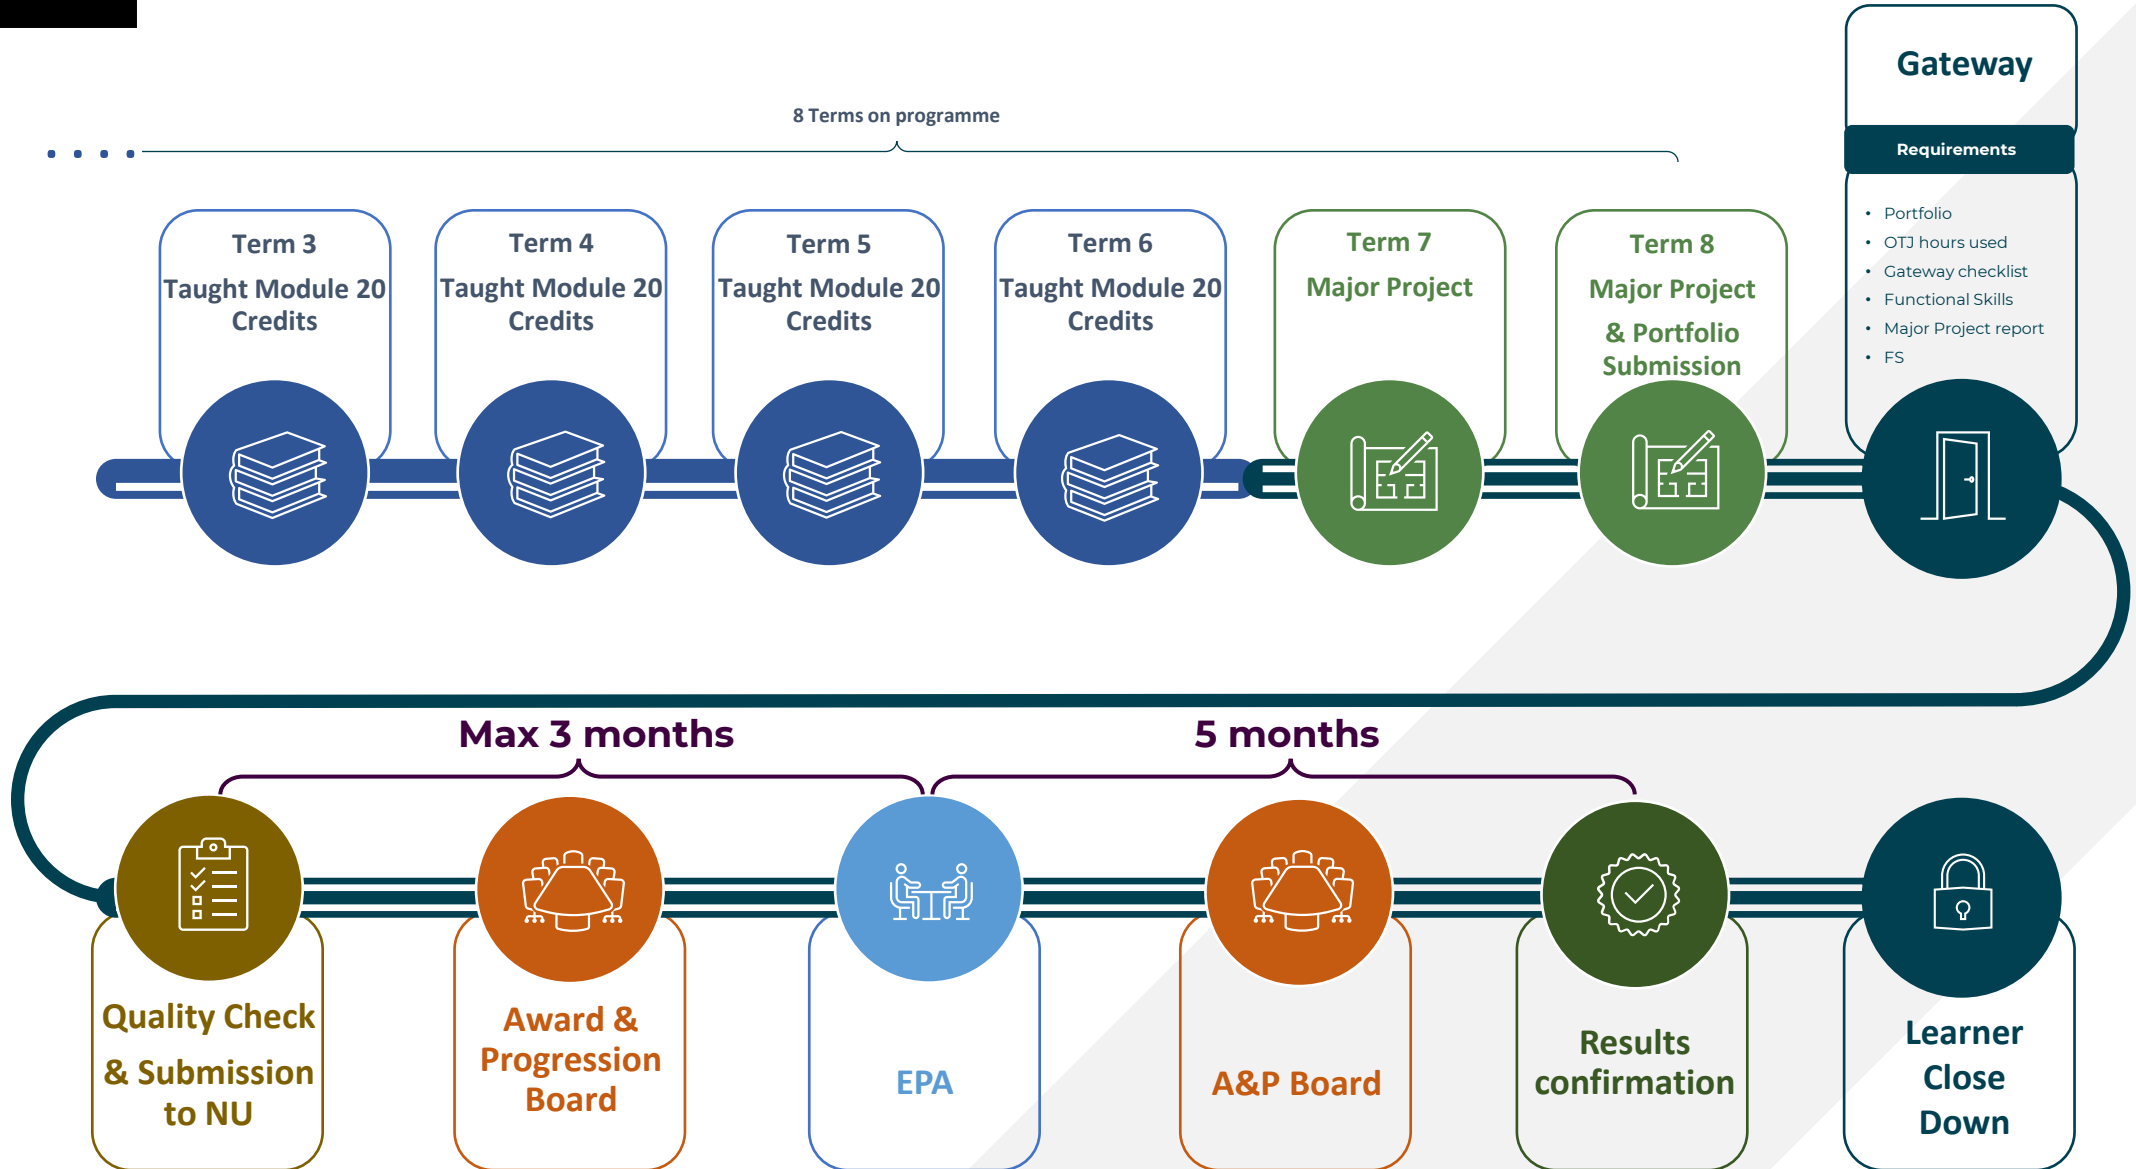 Gateway
8 Terms on programme
Requirements
Term 3
Taught Module 20
Credits
Term 4
Taught Module 20
Credits
Term 5
Taught Module 20
Credits
Term 6
Taught Module 20
Credits
Term 7
Major Project
Term 8
Major Project
& Portfolio
Submission
• Portfolio
• OTJ hours used
• Gateway checklist
• Functional Skills
• Major Project report
• FS
Max 3 months
5 months
Quality Check
& Submission
to NU
Award &
Progression
Board
EPA
A&P Board
Results
confirmation
Learner
Close
Down